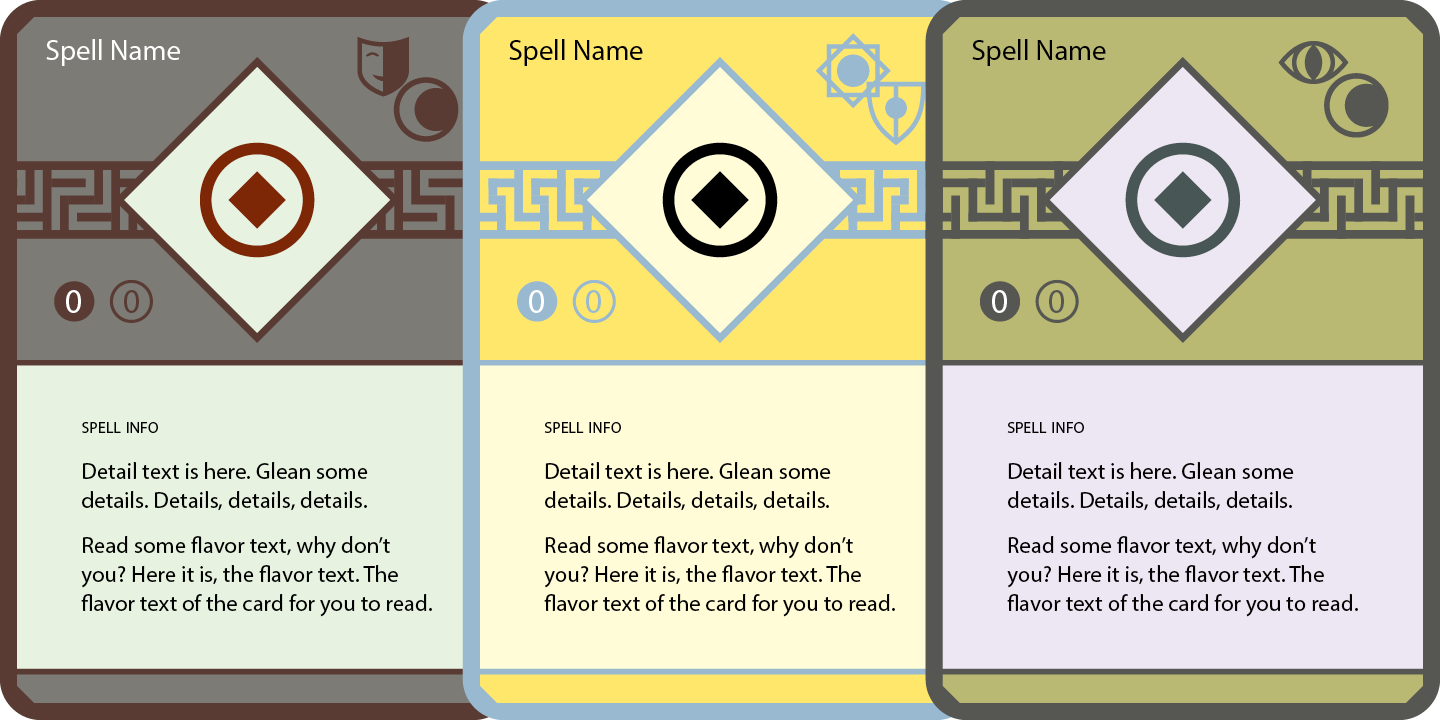 Spell Name
0 0
SPELL INFO
Detail text is here. Glean some
details. Details, details, details.
Read some flavor text, why don’t
you? Here it is, the flavor text. The
flavor text of the card for you to read.
Spell Name
0 0
SPELL INFO
Detail text is here. Glean some
details. Details, details, details.
Read some flavor text, why don’t
you? Here it is, the flavor text. The
flavor text of the card for you to read.
Spell Name
0 0
SPELL INFO
Detail text is here. Glean some
details. Details, details, details.
Read some flavor text, why don’t
you? Here it is, the flavor text. The
flavor text of the card for you to read.